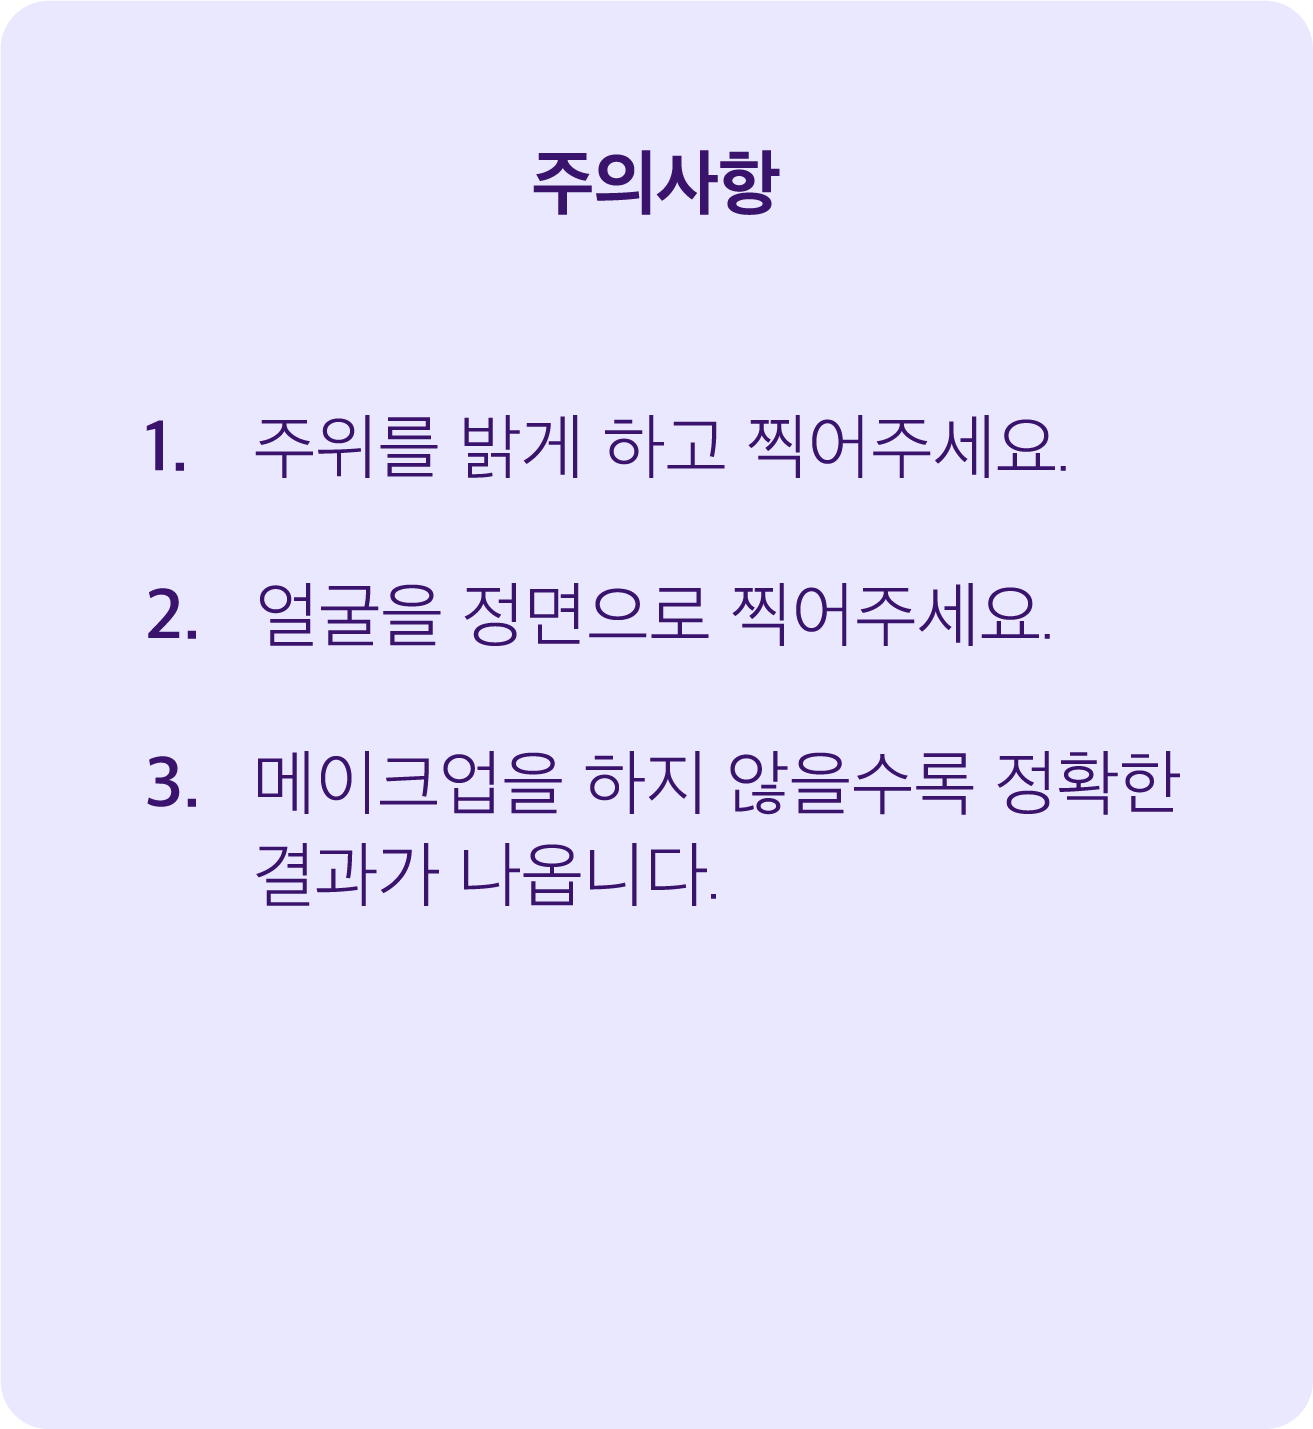 주의사항
1. 주위를 밝게 하고 찍어주세요.
2. 얼굴을 정면으로 찍어주세요.
3. 메이크업을 하지 않을수록 정확한
결과가 나옵니다.